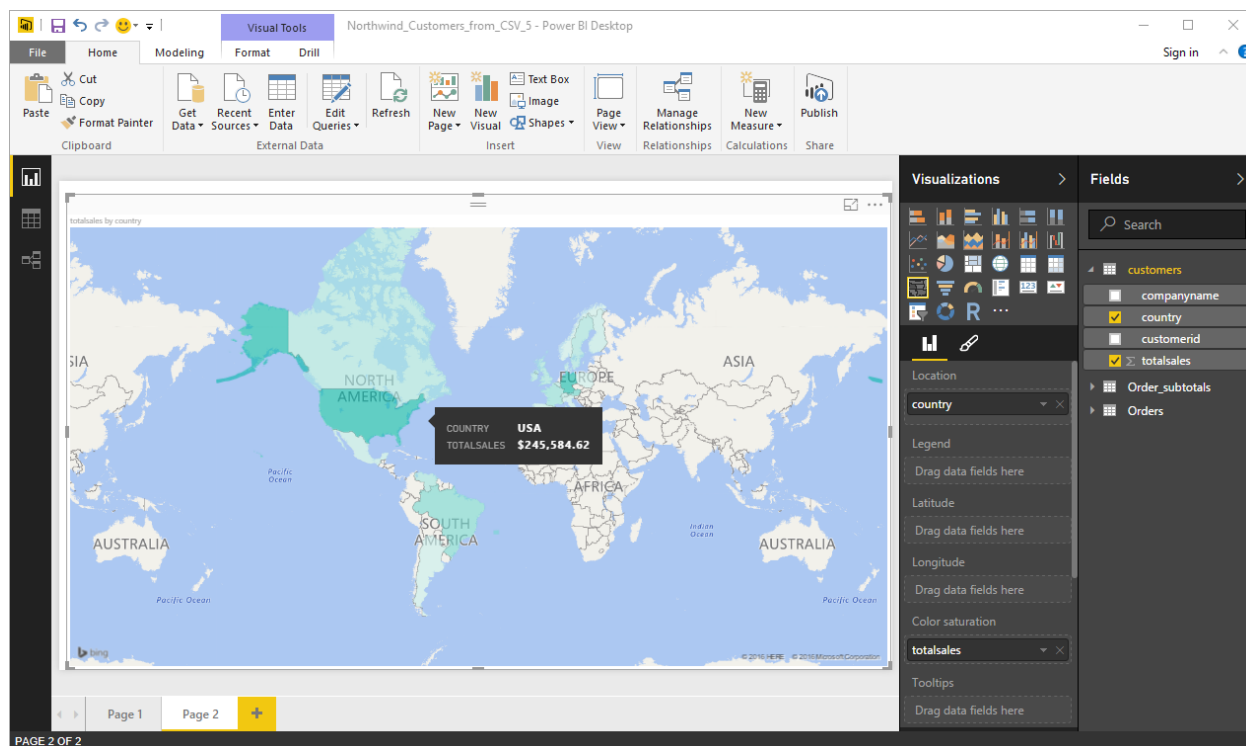 Visual Tools
Northwind_Customers_from_CSV_5 - Power BI Desktop
File
Home
Modeling
Format
Drill
Sign in
Paste
Cut
Copy
Format Painter
Clipboard
Get Data
Recent Sources
Enter Data
Edit Queries
Refresh
External Data
New Page
New Visual
Text Box
Image
Shapes
Insert
Page View
View
Manage Relationships
Relationships
New Measure
Calculations
Publish
Share
totalsales by country
SIA
NORTH
AMERICA
EUROPE
ASIA
COUNTRY USA
TOTALSALES $245,584.62
Pacific
Ocean
AFRICA
SOUTH
AMERICA
Indian
Ocean
AUSTRALIA
AUSTRALIA
Pacific Ocean
Pacific Ocean
bing
© 2016 HERE © 2016 Microsoft Corporation
Visualizations
123
R
Location
country
Legend
Drag data fields here
Latitude
Drag data fields here
Longitude
Drag data fields here
Color saturation
totalsales
Tooltips
Drag data fields here
Fields
Search
customers
companyname
country
customerid
Σ totalsales
Order_subtotals
Orders
Page 1
Page 2
PAGE 2 OF 2